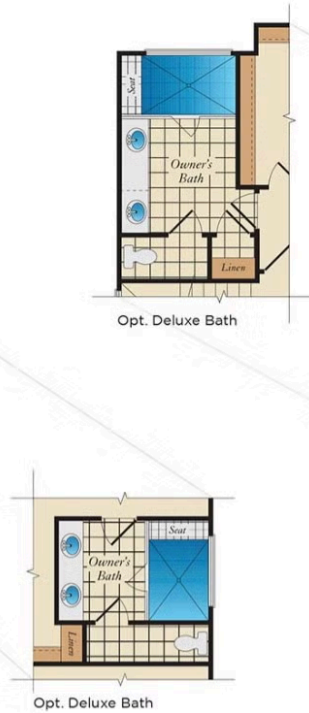 Seat
Owner's
Bath
Linen
Opt. Deluxe Bath
Seat
Owner's
Bath
Linen
Opt. Deluxe Bath